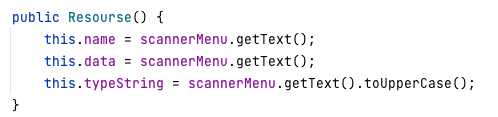 public Resourse() {
    this.name = scannerMenu.getText();
    this.data = scannerMenu.getText();
    this.typeString = scannerMenu.getText().toUpperCase();
}